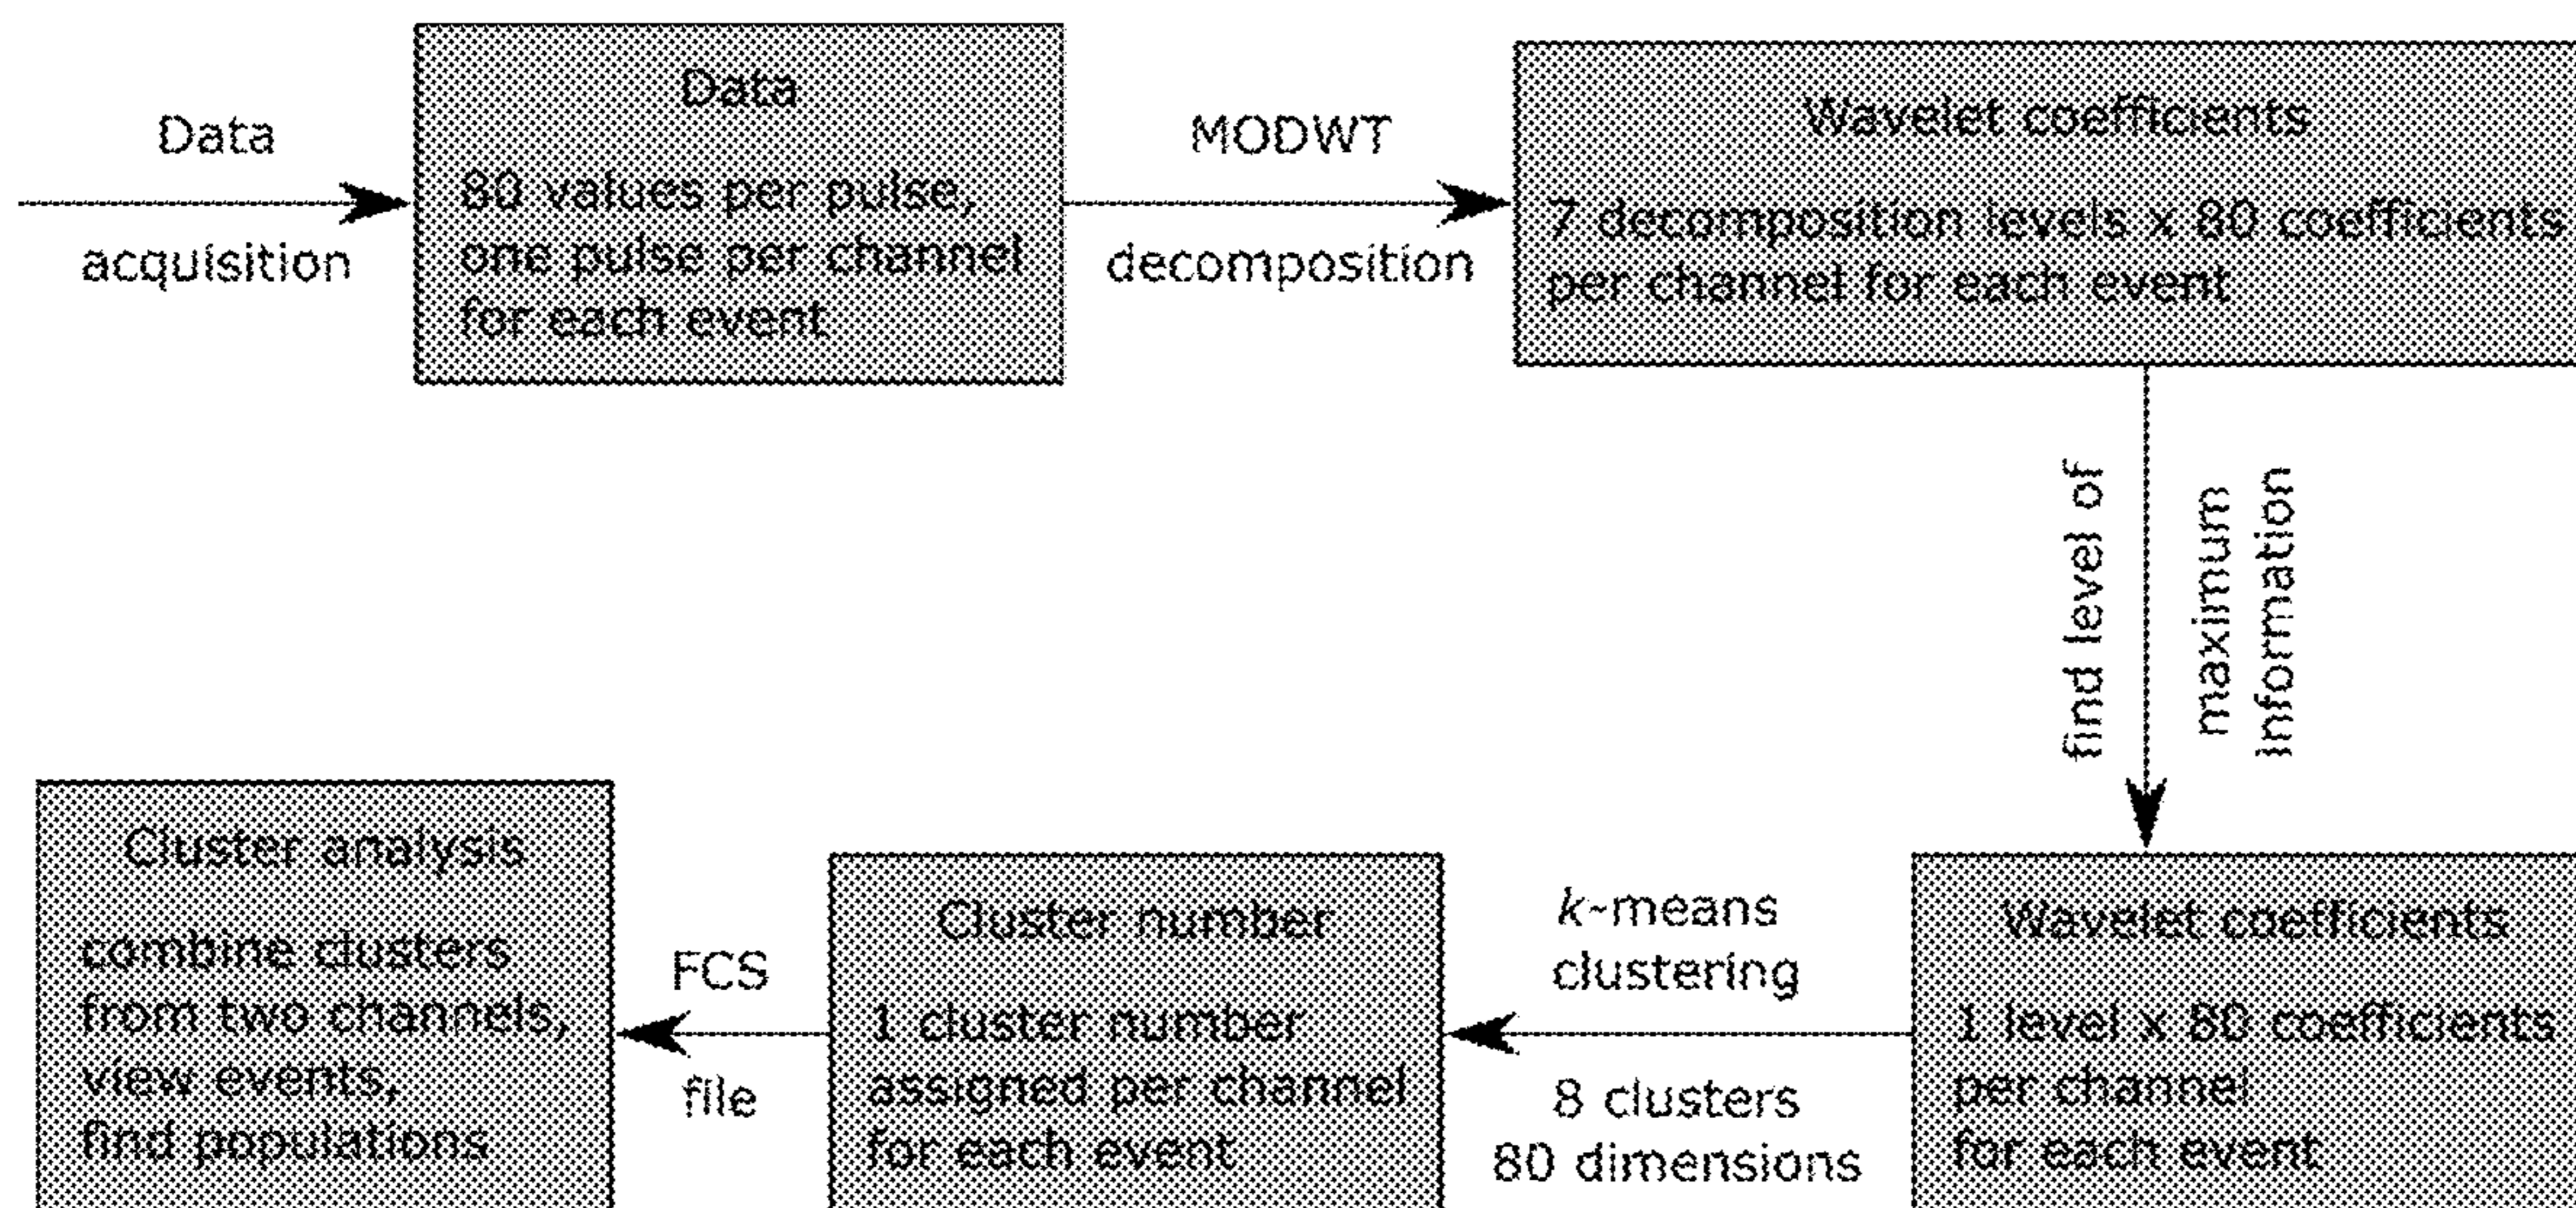 Data
acquisition
Data
80 values per pulse,
one pulse per channel
for each event
MODWT
decomposition
Wavelet coefficients
7 decomposition levels x 80 coefficients
per channel for each event
find level of
maximum
information
Wavelet coefficients
1 level x 80 coefficients
per channel
for each event
k-means
clustering
8 clusters
80 dimensions
Cluster number
1 cluster number
assigned per channel
for each event
FCS
file
Cluster analysis
combine clusters
from two channels,
view events,
find populations